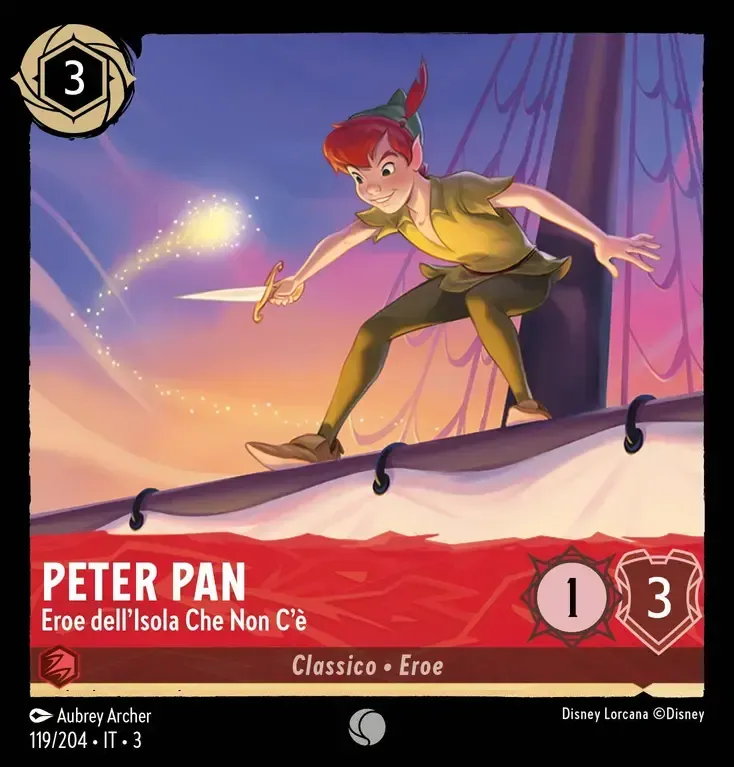 3
PETER PAN
Eroe dell'Isola Che Non C'è
1
3
Classico • Eroe
Aubrey Archer
Disney Lorcana ©Disney
119/204 • IT • 3